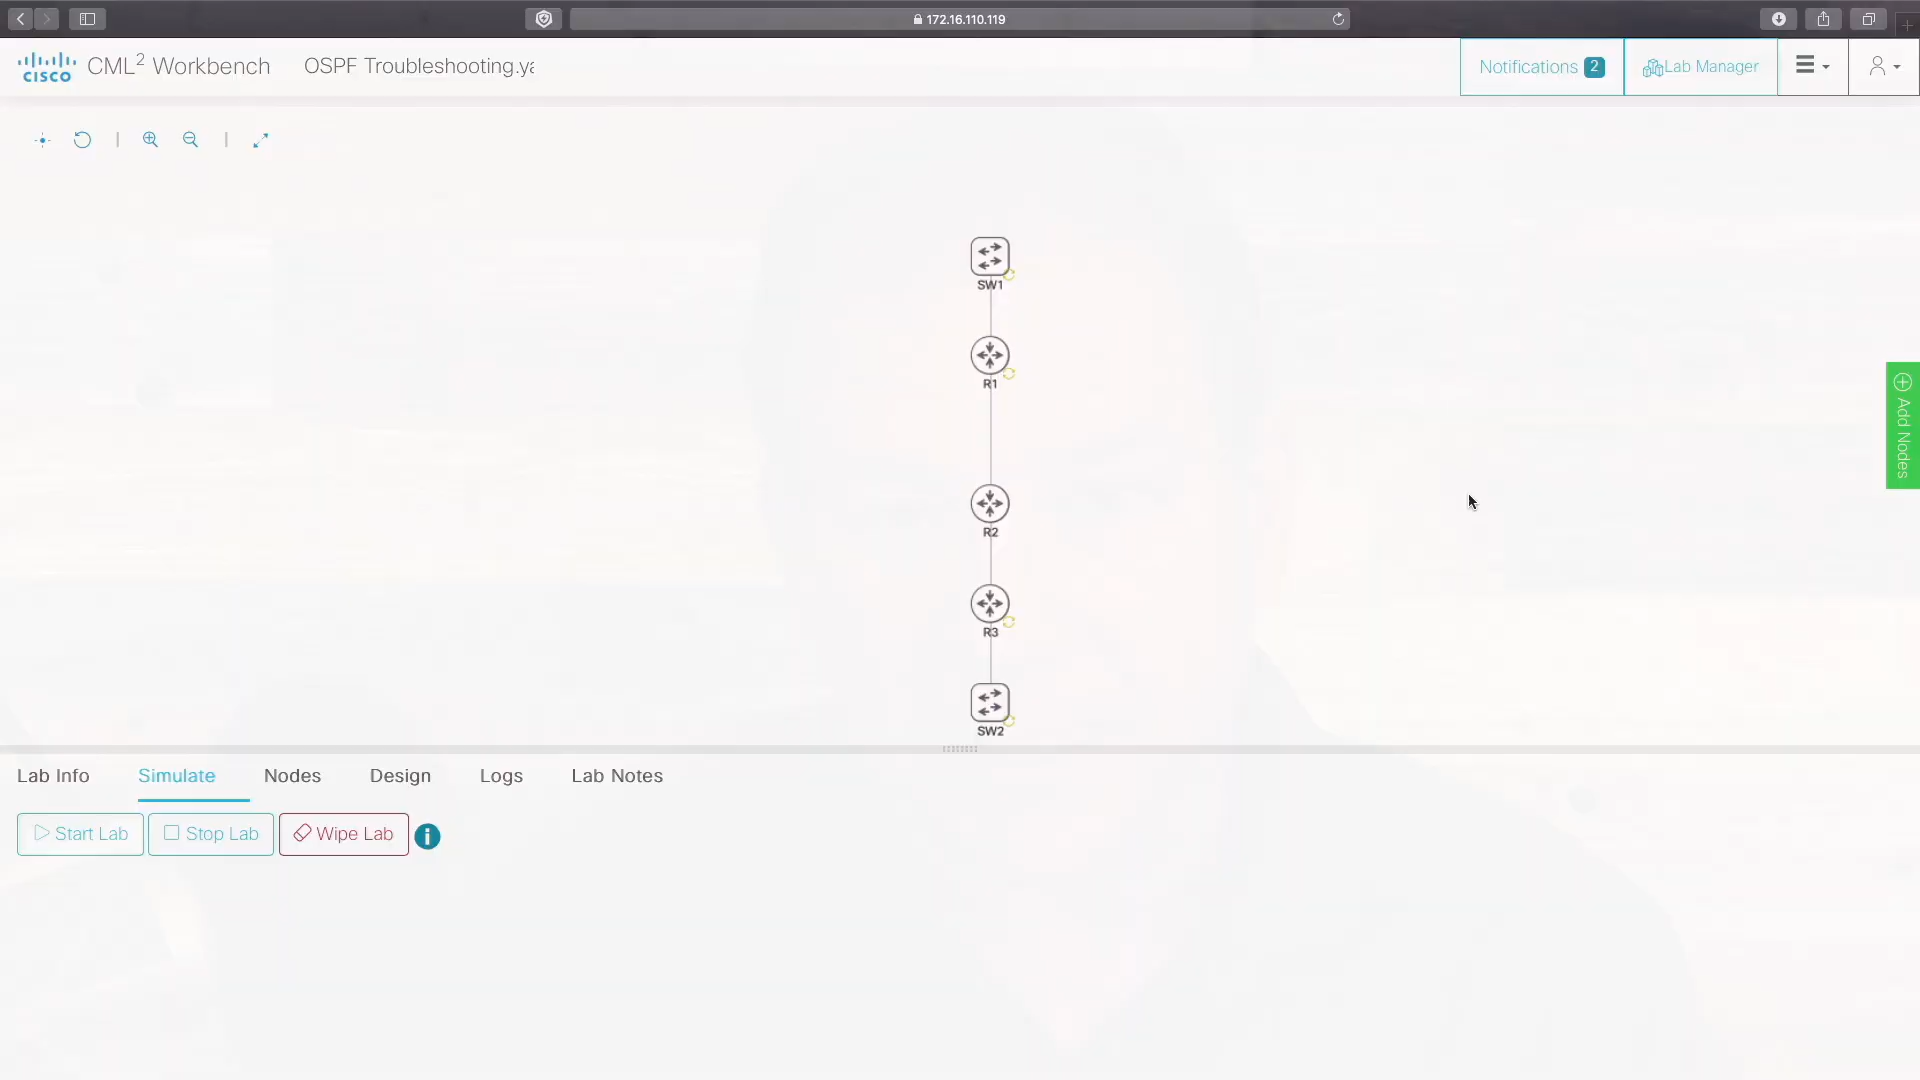 172.16.110.119
CISCO CML2 Workbench OSPF Troubleshooting.ya Notifications 2 Lab Manager
SW1
R1
Add Nodes
R2
R3
SW2
Lab Info Simulate Nodes Design Logs Lab Notes
Start Lab Stop Lab Wipe Lab i